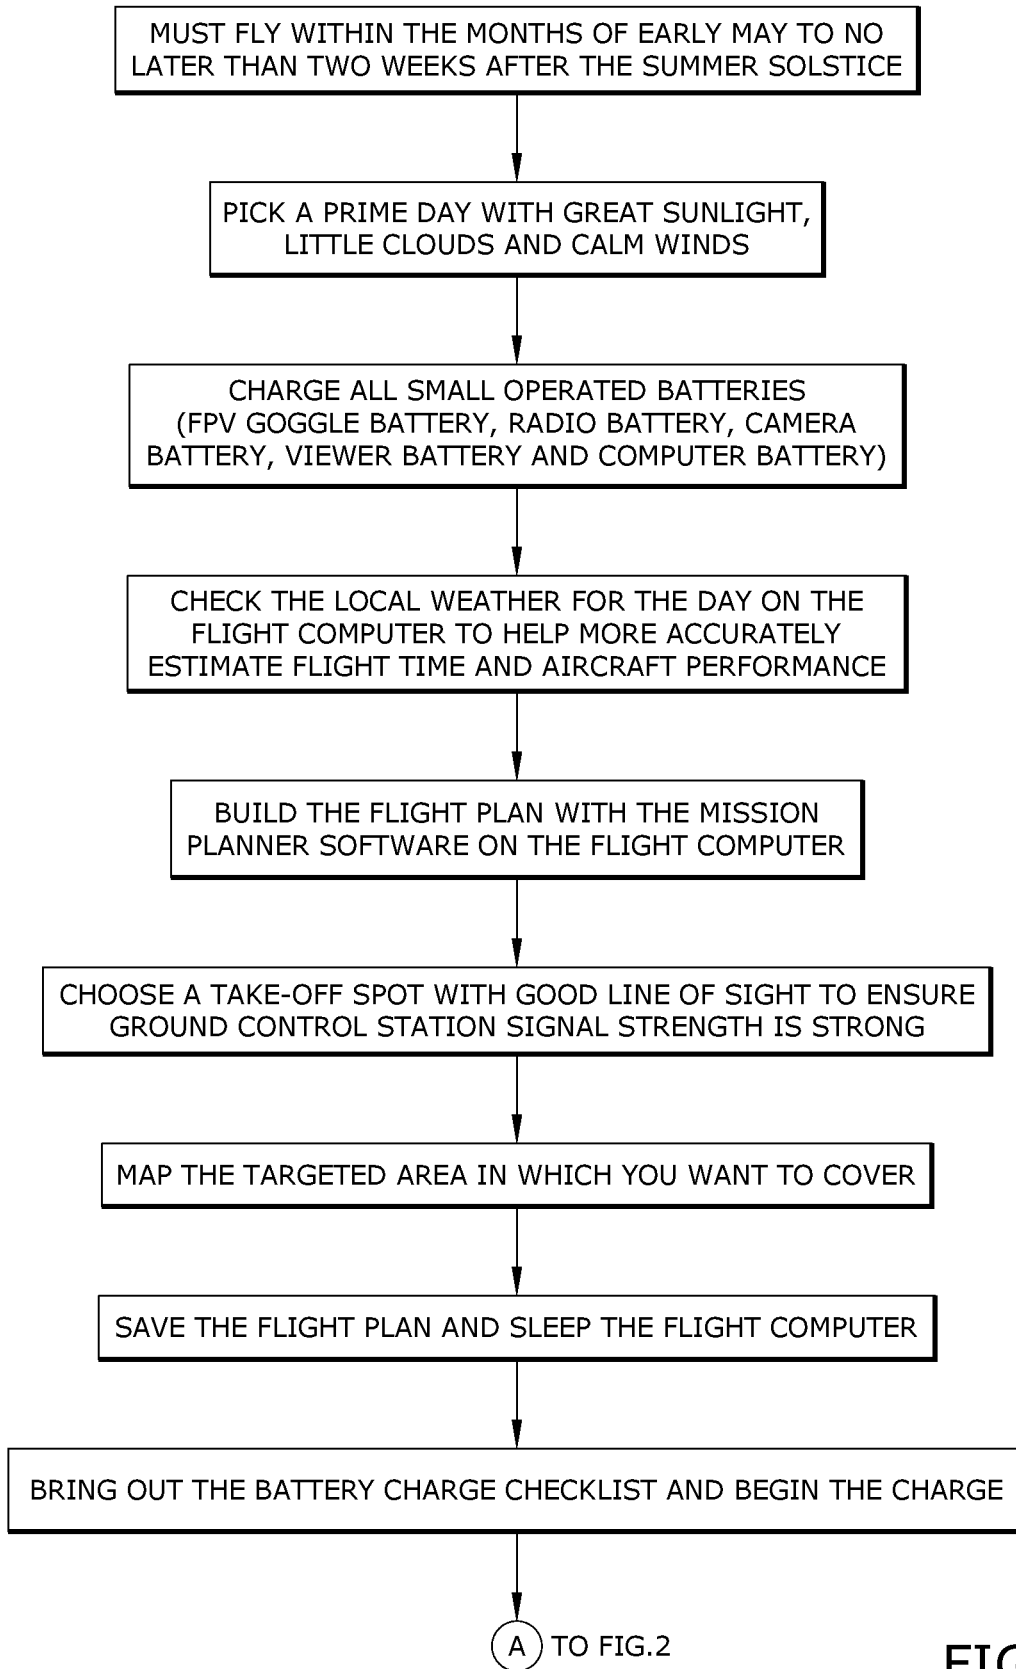 MUST FLY WITHIN THE MONTHS OF EARLY MAY TO NO
LATER THAN TWO WEEKS AFTER THE SUMMER SOLSTICE
PICK A PRIME DAY WITH GREAT SUNLIGHT,
LITTLE CLOUDS AND CALM WINDS
CHARGE ALL SMALL OPERATED BATTERIES
(FPV GOGGLE BATTERY, RADIO BATTERY, CAMERA
BATTERY, VIEWER BATTERY AND COMPUTER BATTERY)
CHECK THE LOCAL WEATHER FOR THE DAY ON THE
FLIGHT COMPUTER TO HELP MORE ACCURATELY
ESTIMATE FLIGHT TIME AND AIRCRAFT PERFORMANCE
BUILD THE FLIGHT PLAN WITH THE MISSION
PLANNER SOFTWARE ON THE FLIGHT COMPUTER
CHOOSE A TAKE-OFF SPOT WITH GOOD LINE OF SIGHT TO ENSURE
GROUND CONTROL STATION SIGNAL STRENGTH IS STRONG
MAP THE TARGETED AREA IN WHICH YOU WANT TO COVER
SAVE THE FLIGHT PLAN AND SLEEP THE FLIGHT COMPUTER
BRING OUT THE BATTERY CHARGE CHECKLIST AND BEGIN THE CHARGE
A TO FIG.2